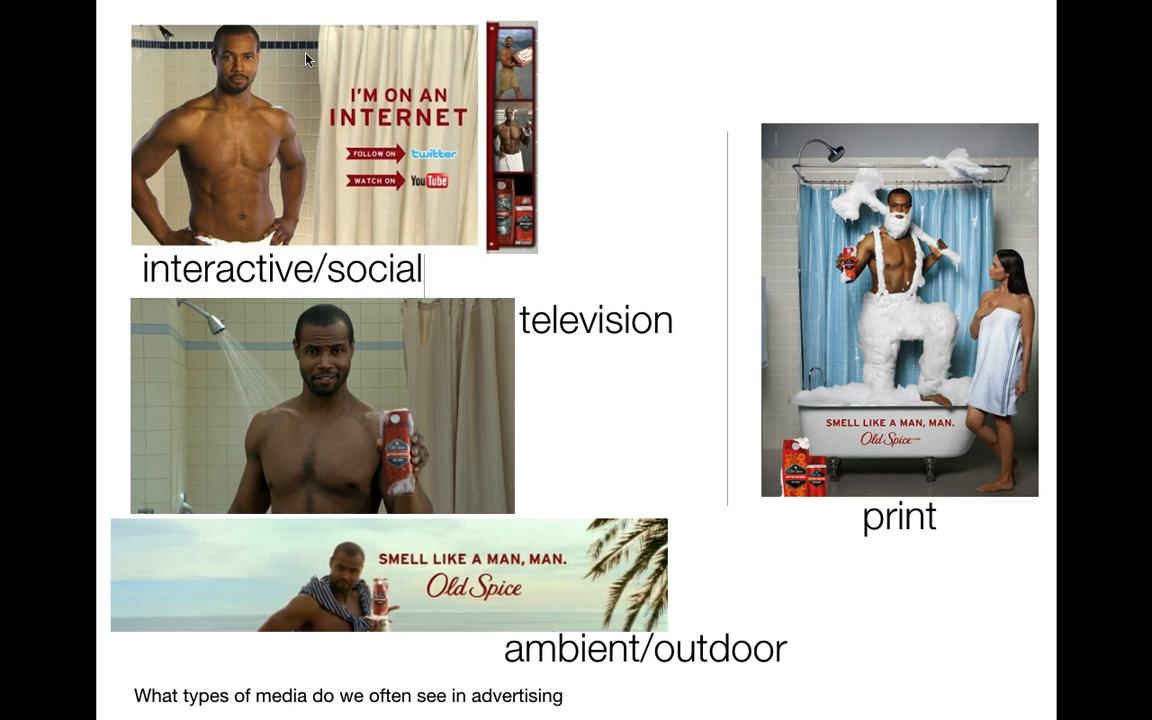 I'M ON AN
INTERNET
FOLLOW ON twitter
WATCH ON YouTube
interactive/social
television
SMELL LIKE A MAN, MAN.
Old Spice
print
SMELL LIKE A MAN, MAN.
Old Spice
ambient/outdoor
What types of media do we often see in advertising